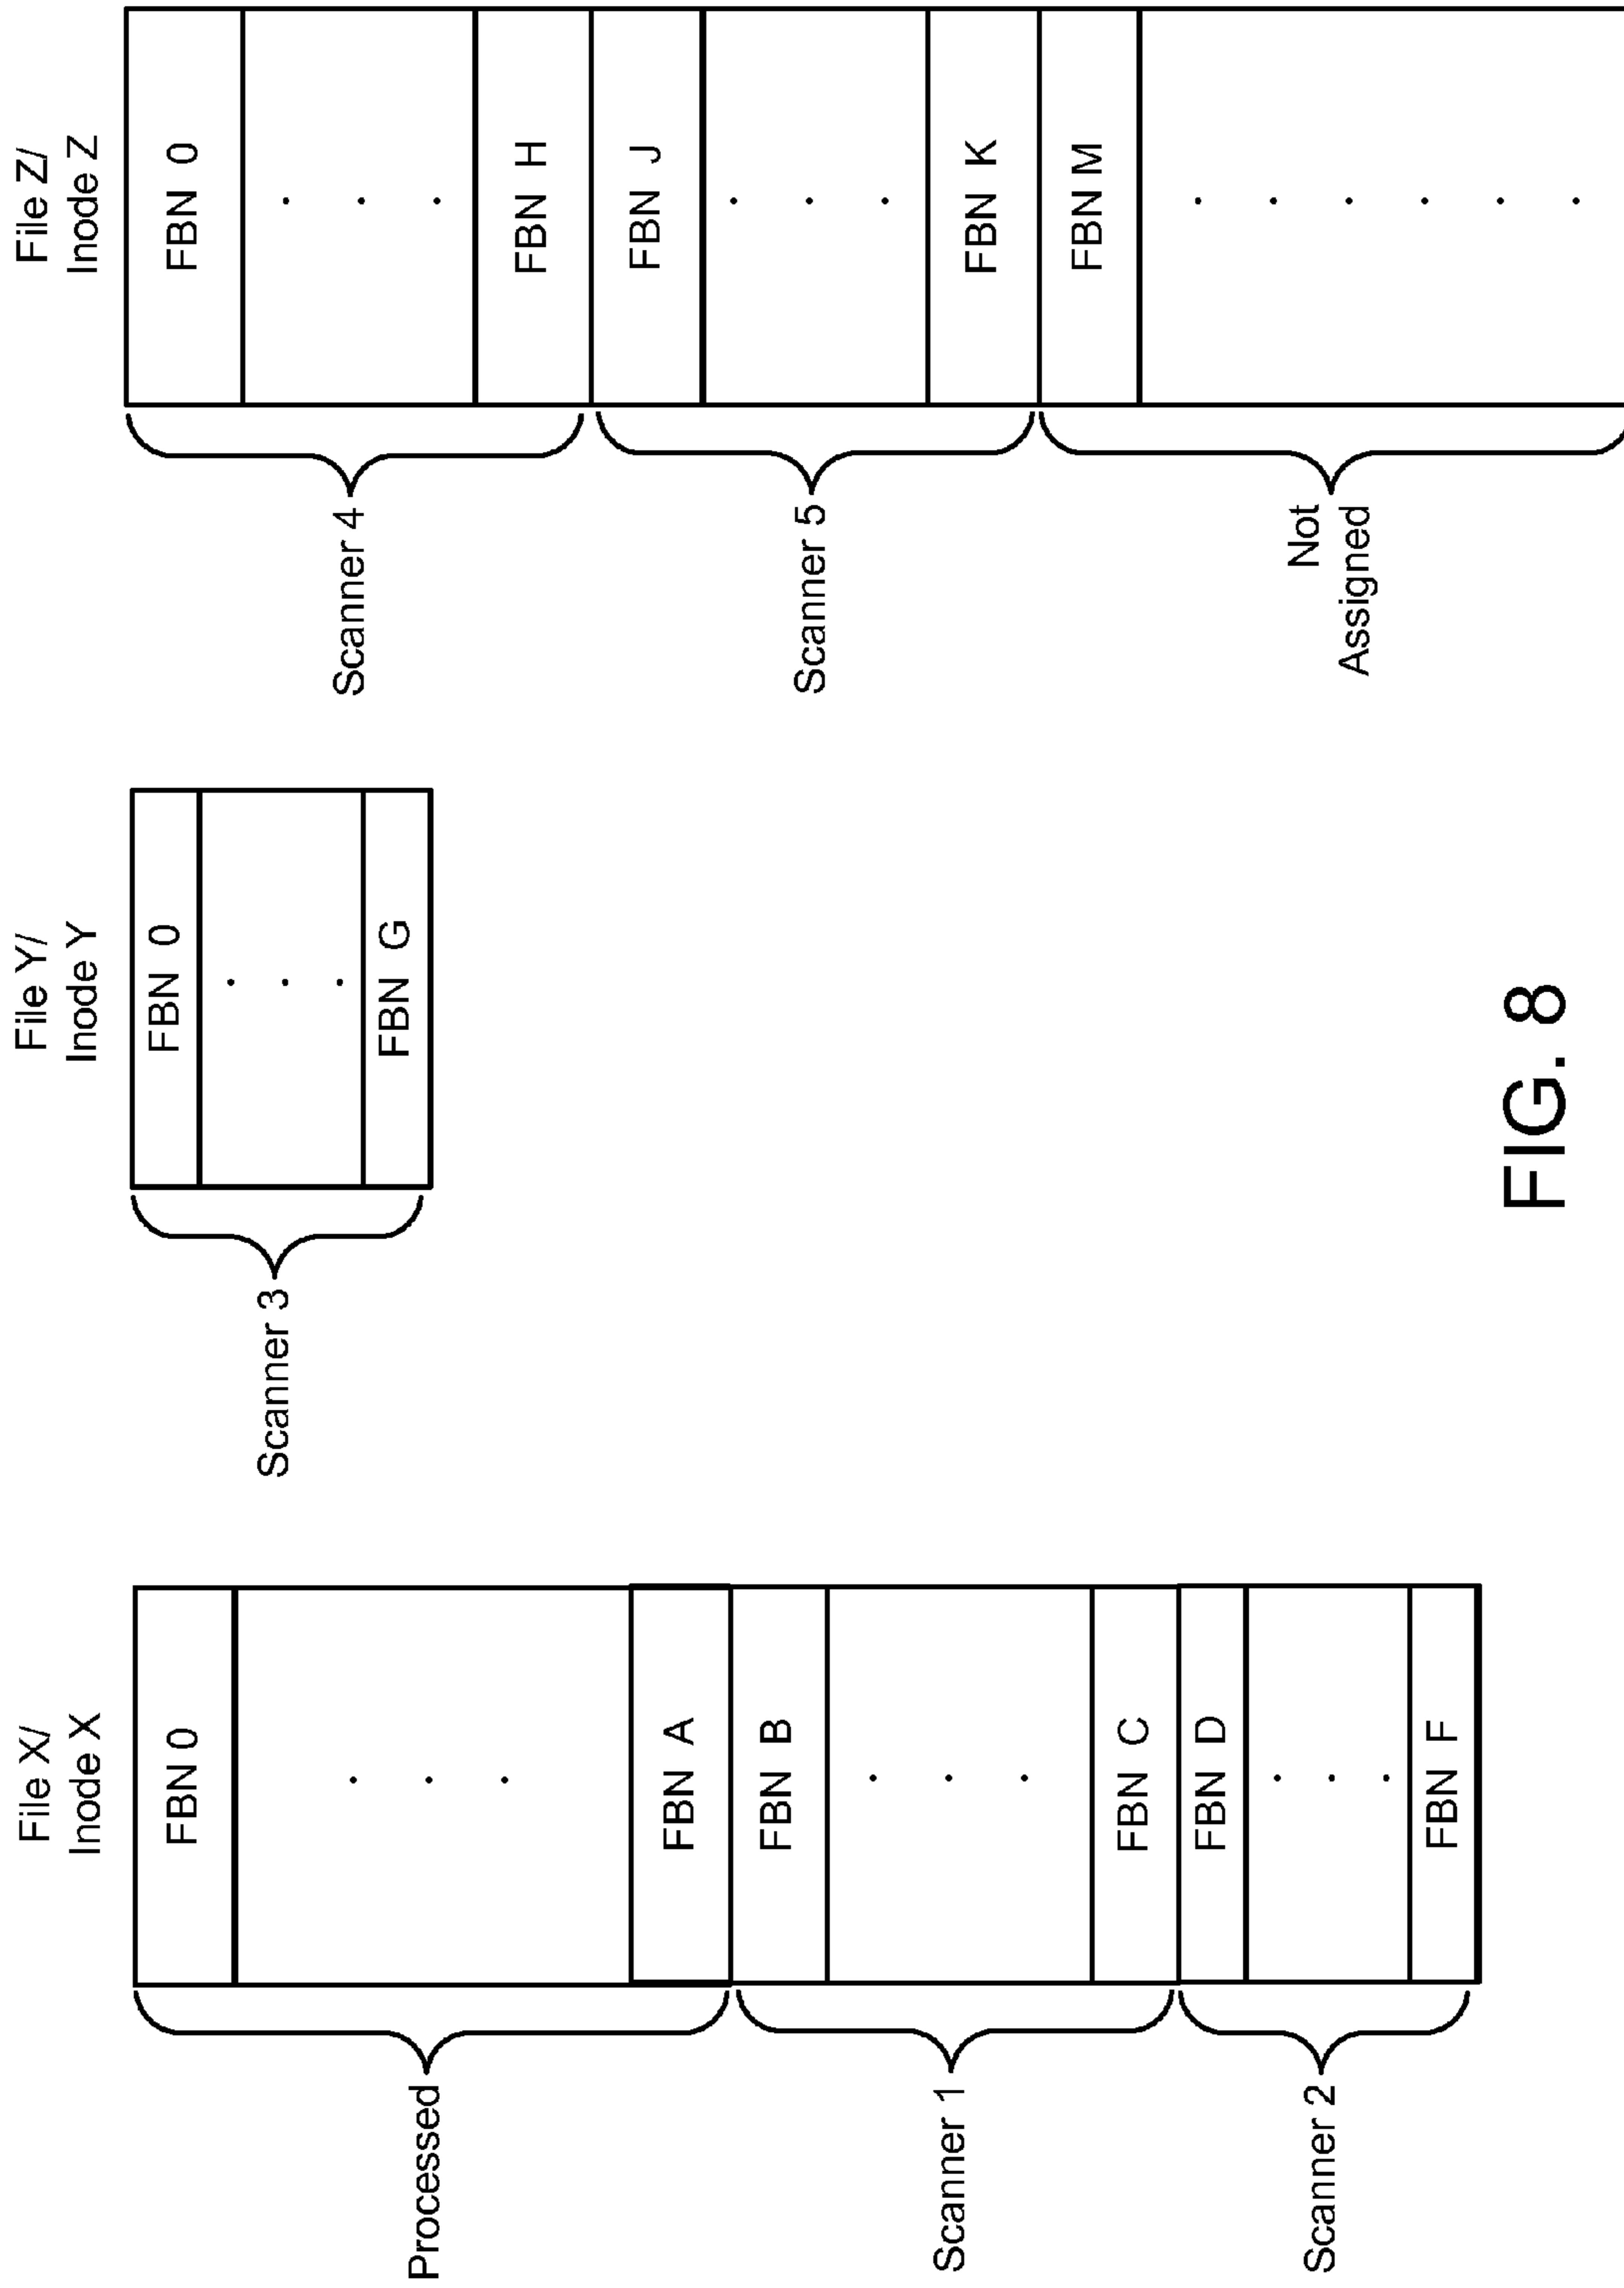 File X/
Inode X
Processed
FBN 0
.
.
.
FBN A
Scanner 1
FBN B
.
.
.
FBN C
Scanner 2
FBN D
.
.
.
FBN F
File Y/
Inode Y
Scanner 3
FBN 0
.
.
.
FBN G
File Z/
Inode Z
Scanner 4
FBN 0
.
.
.
FBN H
Scanner 5
FBN J
.
.
.
FBN K
Not
Assigned
FBN M
.
.
.
.
.
.
FIG. 8